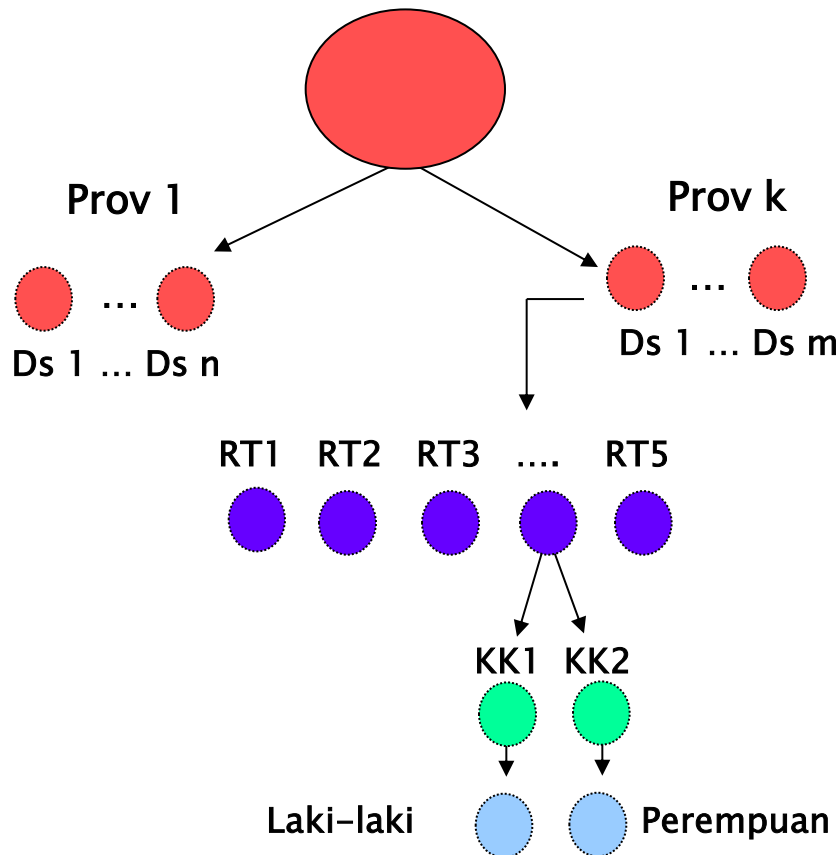 Prov 1
Prov k
...
...
Ds 1 ... Ds n
Ds 1 ... Ds m
RT1 RT2 RT3 .... RT5
KK1 KK2
Laki-laki
Perempuan